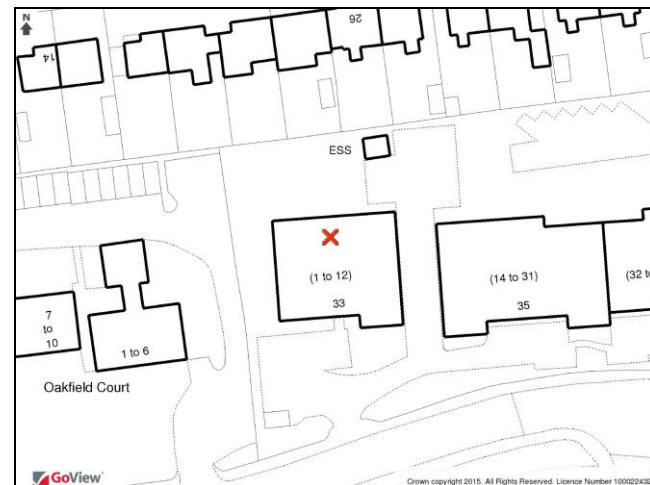 N
26
14
ESS
(1 to 12)
33
(14 to 31)
35
(32 to
7
to
10
1 to 6
Oakfield Court
GoView
Crown copyright 2015. All Rights Reserved. Licence Number 100022432